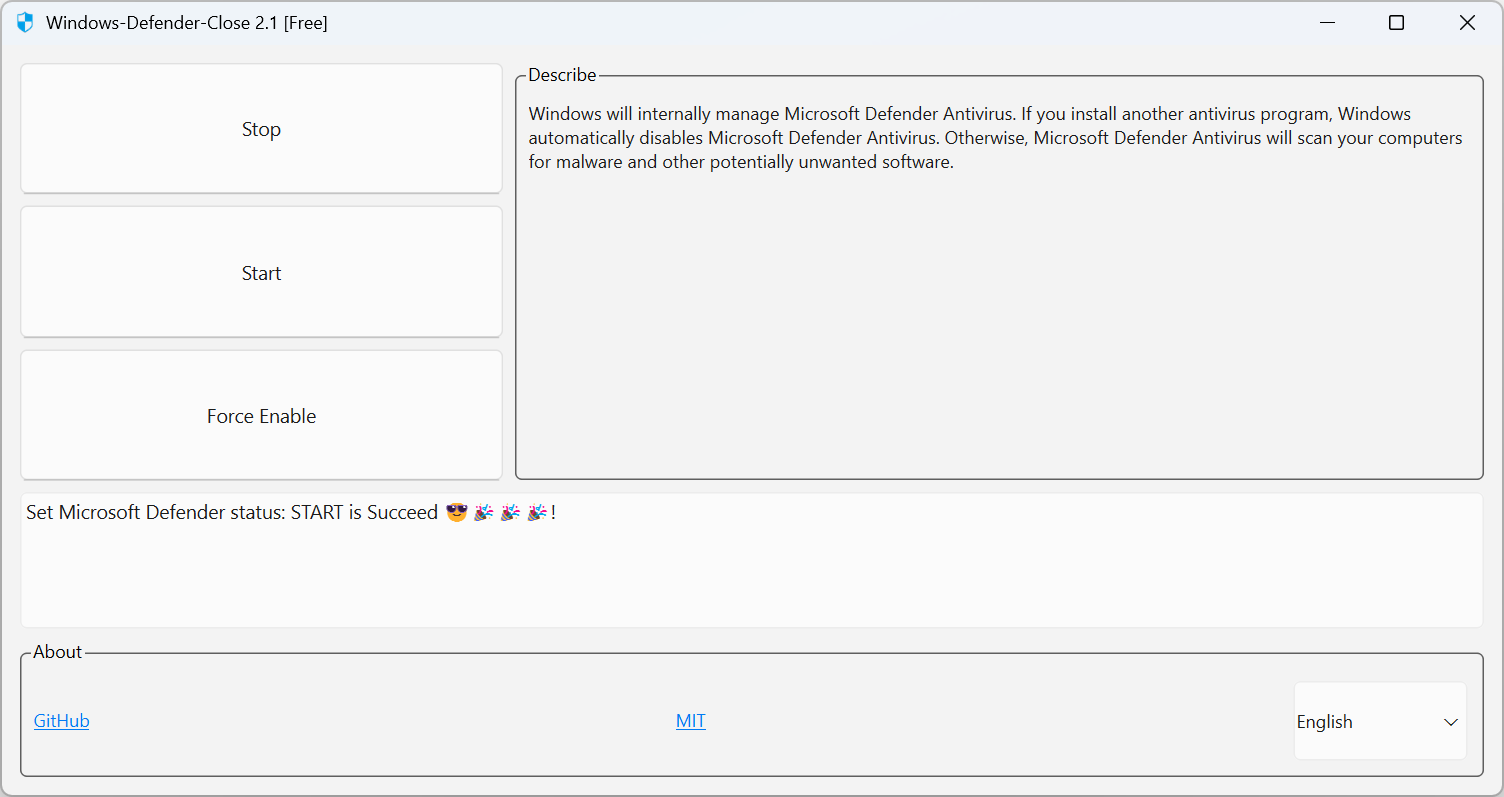 Windows-Defender-Close 2.1 [Free]
Stop
Start
Force Enable
Describe
Windows will internally manage Microsoft Defender Antivirus. If you install another antivirus program, Windows
automatically disables Microsoft Defender Antivirus. Otherwise, Microsoft Defender Antivirus will scan your computers
for malware and other potentially unwanted software.
Set Microsoft Defender status: START is Succeed 😎 🎉 🎉 🎉 !
About
GitHub
MIT
English